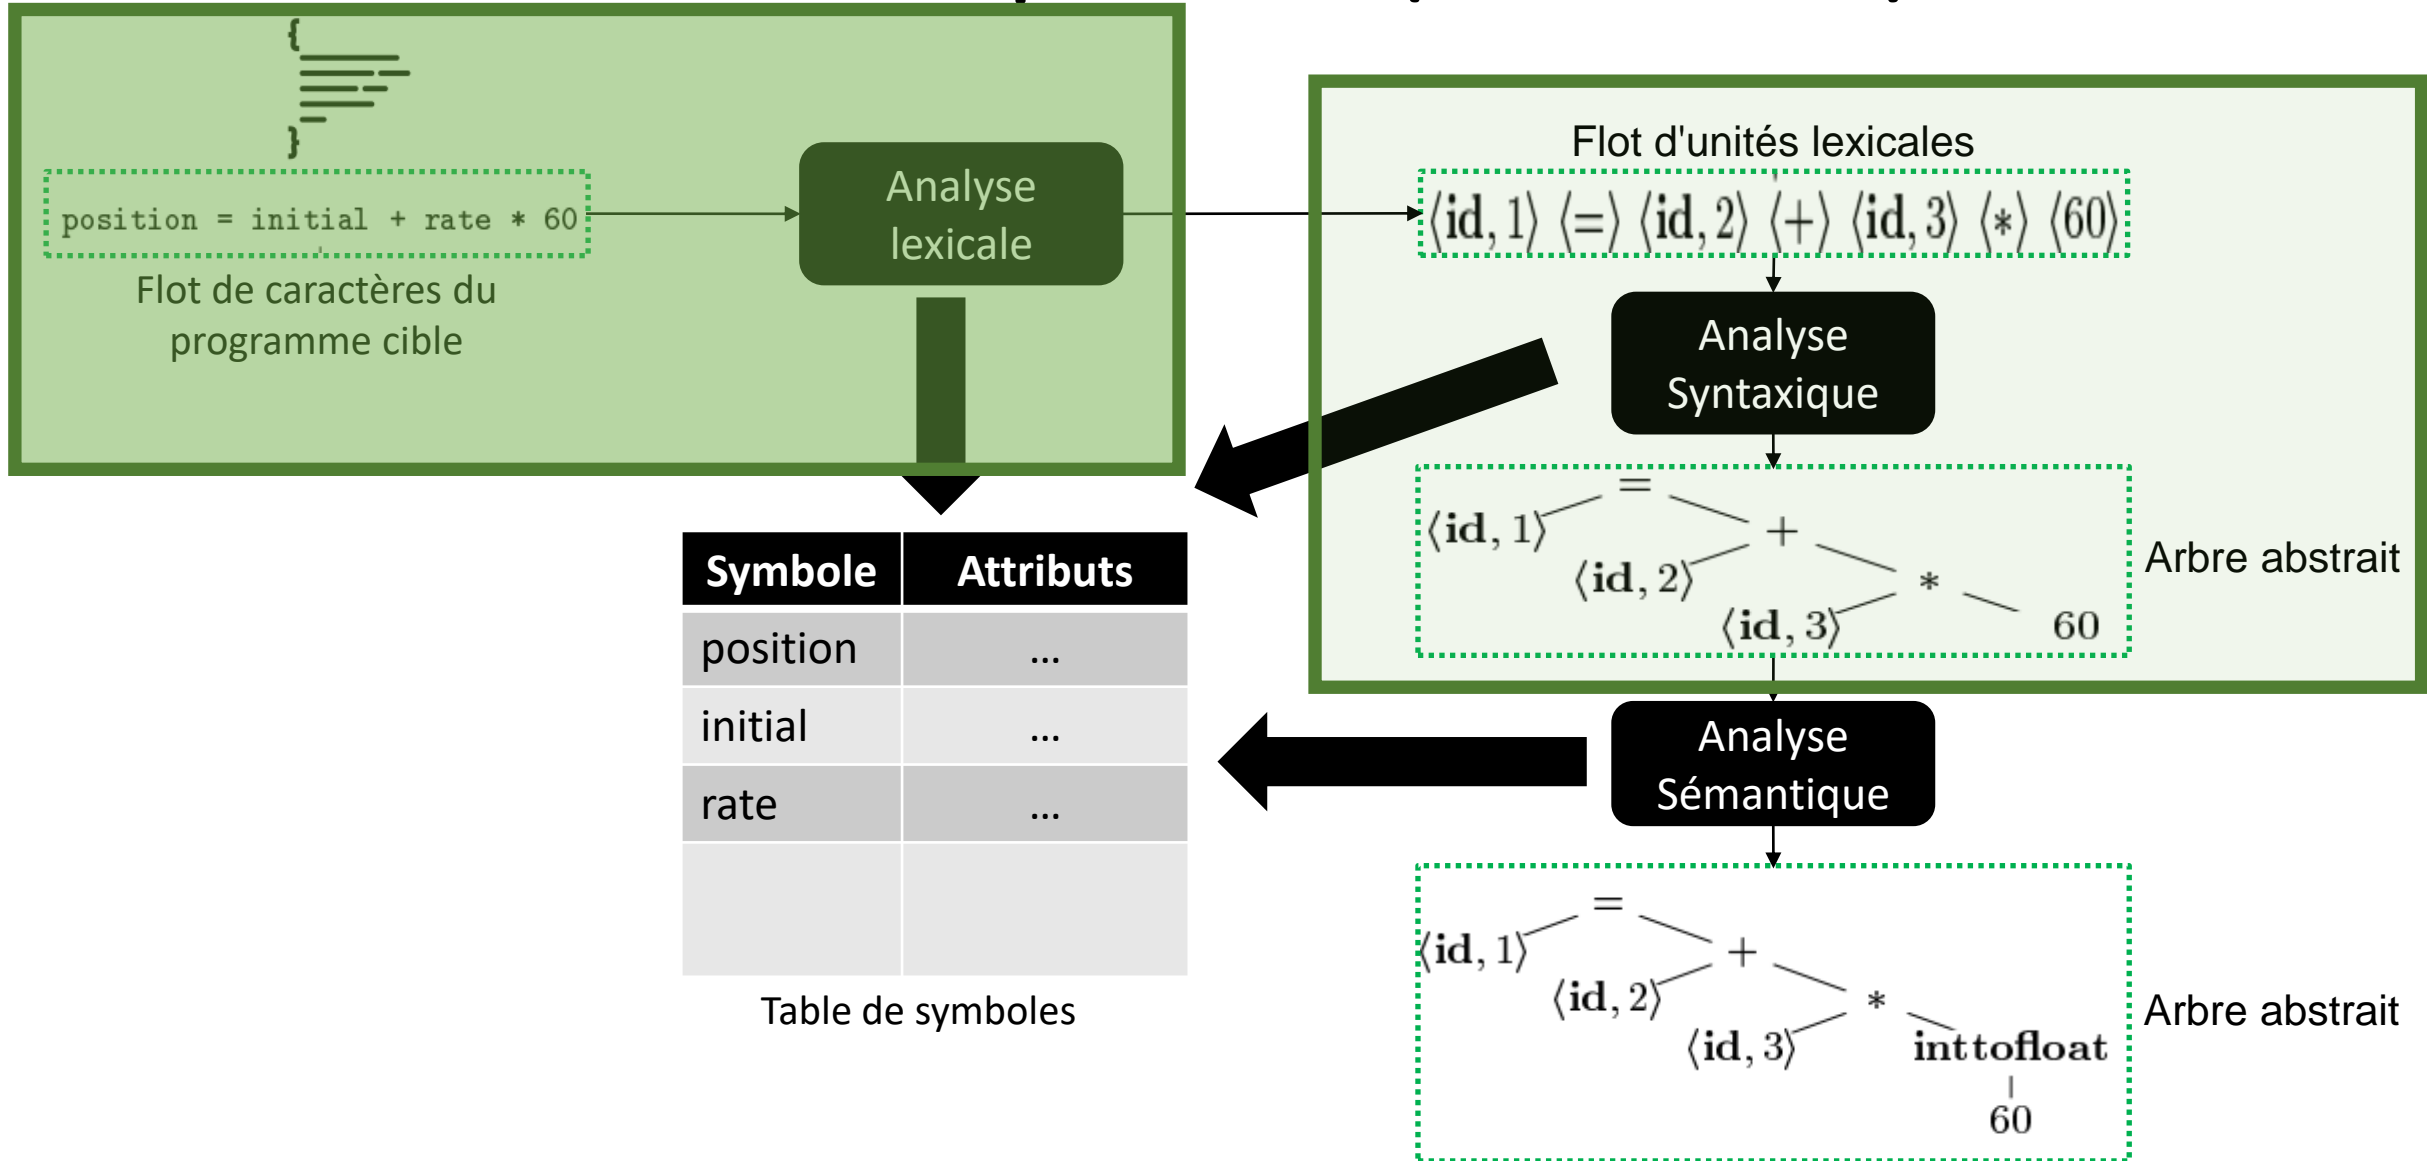 {
}
position = initial + rate * 60
Flot de caractères du
programme cible
Analyse
lexicale
Flot d'unités lexicales
⟨id, 1⟩ ⟨=⟩ ⟨id, 2⟩ ⟨+⟩ ⟨id, 3⟩ ⟨*⟩ ⟨60⟩
Analyse
Syntaxique
=
⟨id, 1⟩
+
⟨id, 2⟩
*
⟨id, 3⟩
60
Arbre abstrait
Symbole Attributs
position ...
initial ...
rate ...
Table de symboles
Analyse
Sémantique
=
⟨id, 1⟩
+
⟨id, 2⟩
*
⟨id, 3⟩
inttofloat
60
Arbre abstrait